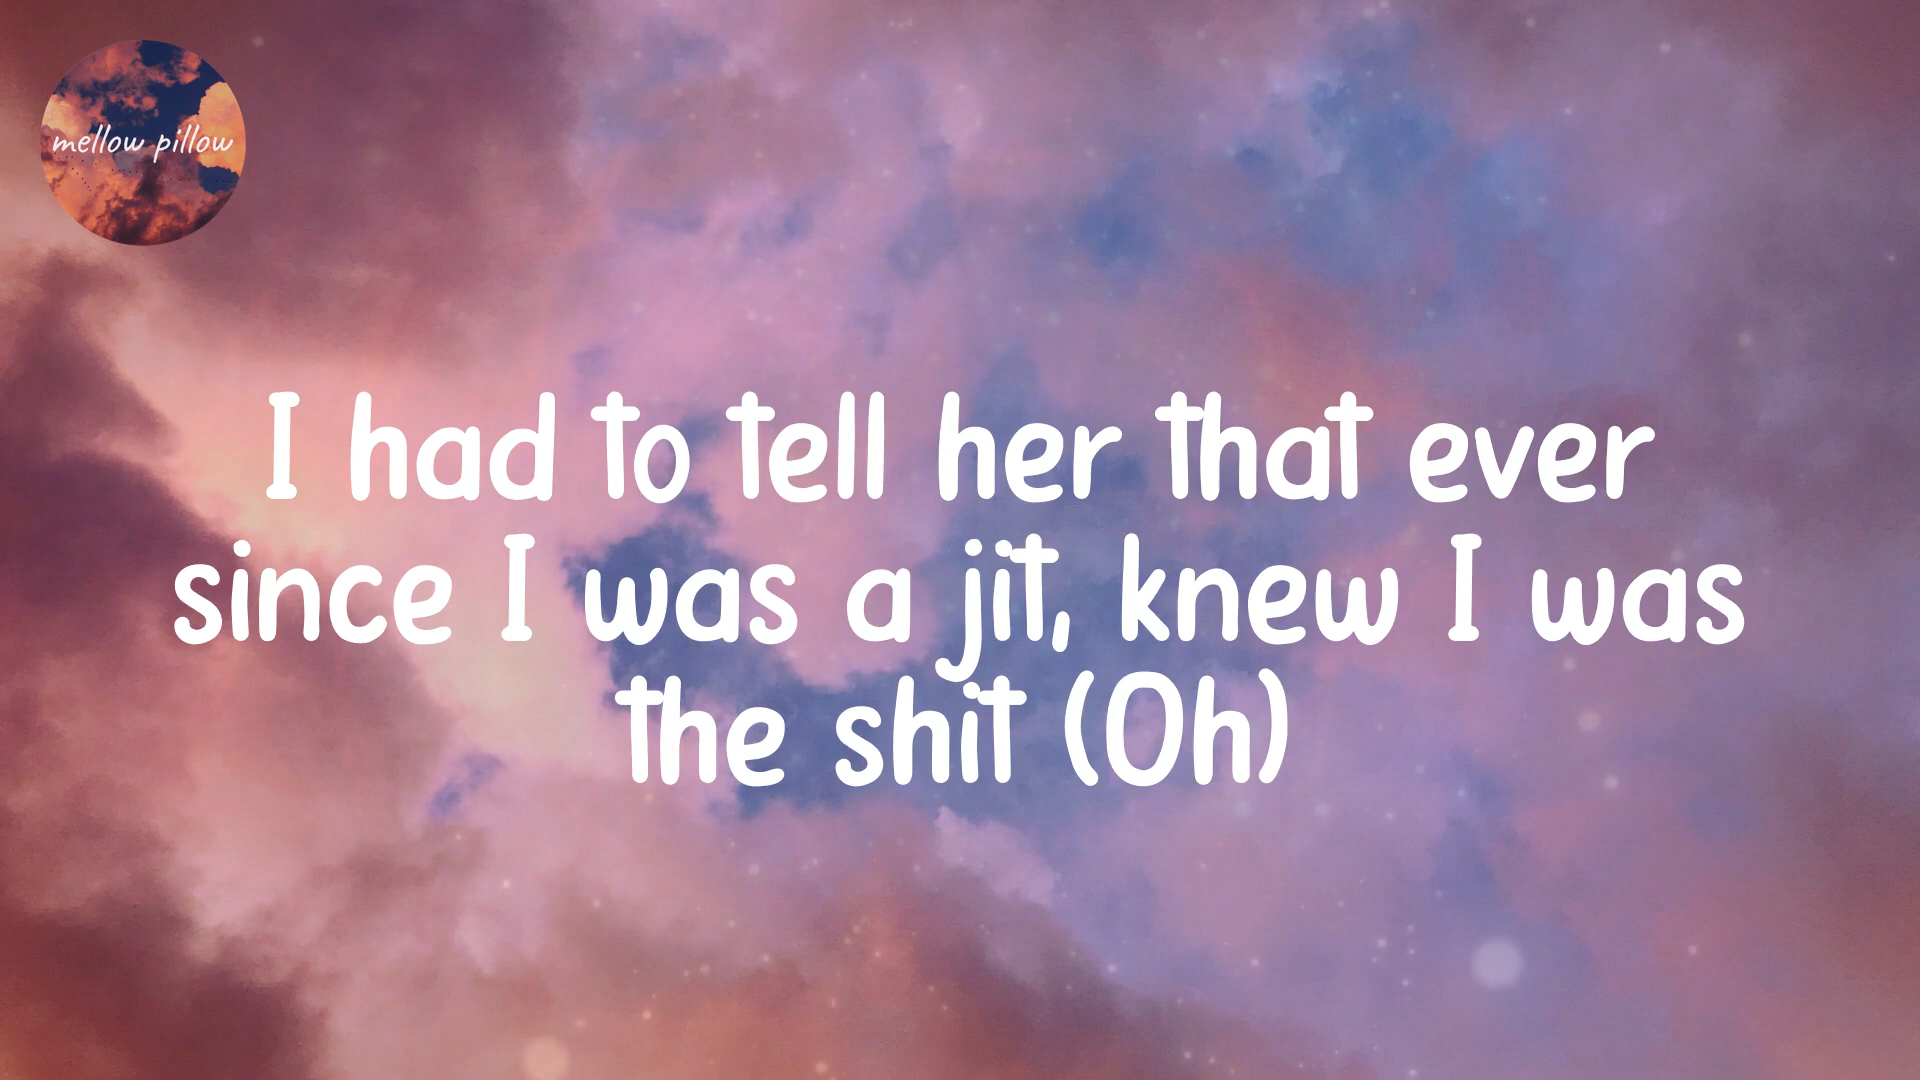 mellow pillow
I had to tell her that ever
since I was a jit, knew I was
the shit (Oh)